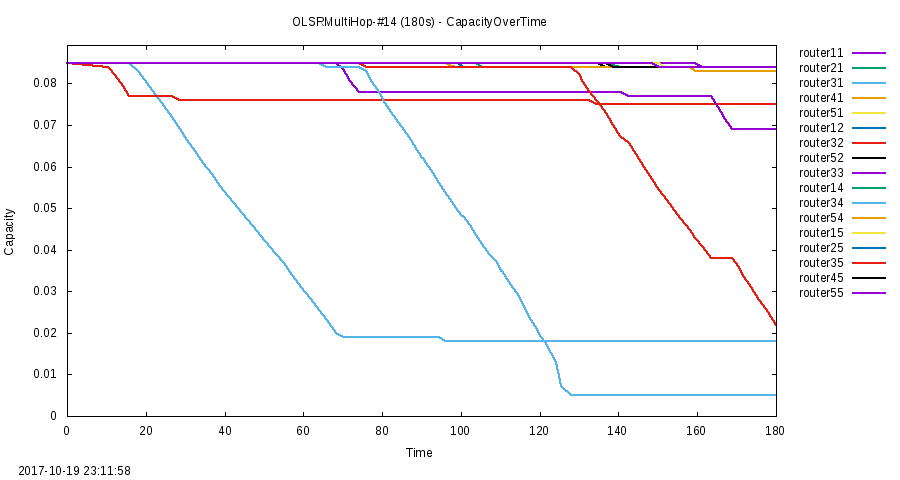 OLSRMultiHop-#14 (180s) - CapacityOverTime
router11
router21
router31
router41
router51
router12
router32
router52
router33
router14
router34
router54
router15
router25
router35
router45
router55
Capacity
0.08
0.07
0.06
0.05
0.04
0.03
0.02
0.01
0
0 20 40 60 80 100 120 140 160 180
Time
2017-10-19 23:11:58